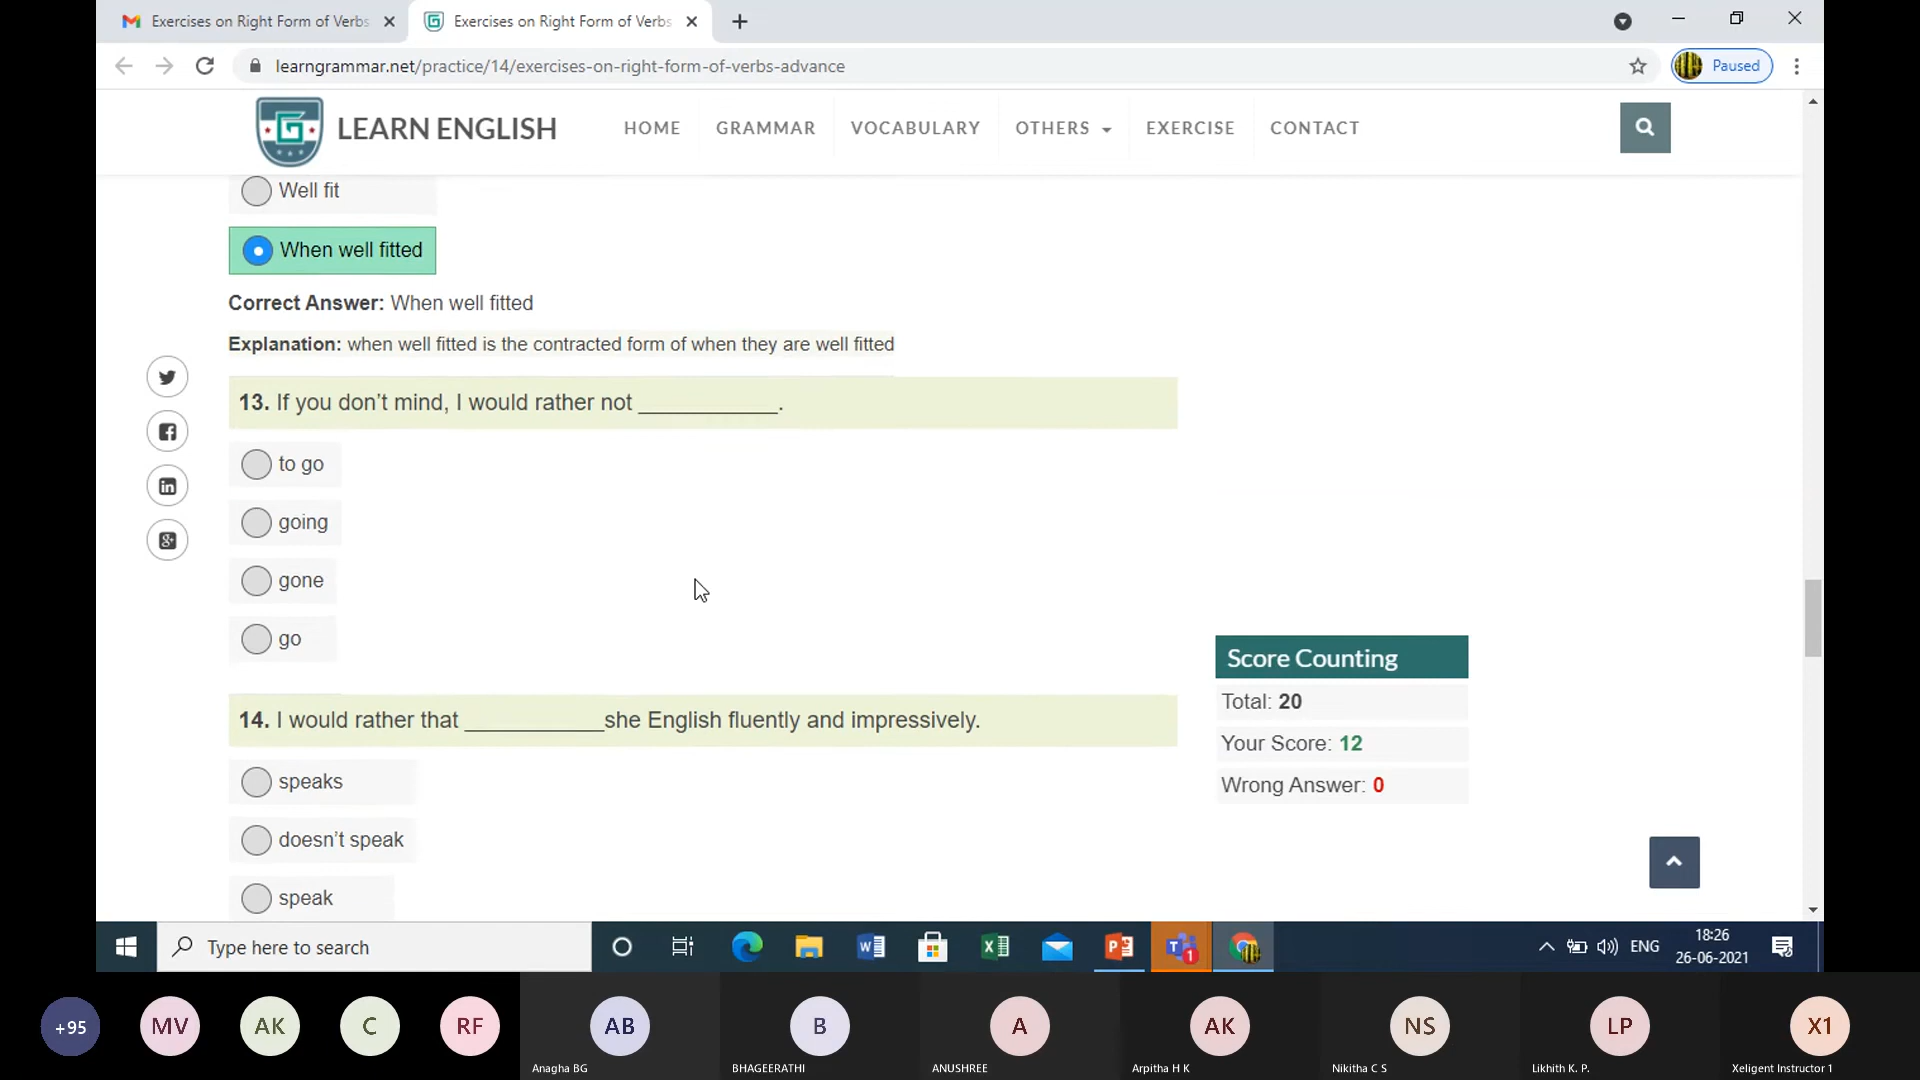 Exercises on Right Form of Verbs
Exercises on Right Form of Verbs
learngrammar.net/practice/14/exercises-on-right-form-of-verbs-advance
Paused
LEARN ENGLISH
HOME
GRAMMAR
VOCABULARY
OTHERS
EXERCISE
CONTACT
Well fit
When well fitted
Correct Answer: When well fitted
Explanation: when well fitted is the contracted form of when they are well fitted
13. If you don’t mind, I would rather not ____________.
to go
going
gone
go
14. I would rather that ____________she English fluently and impressively.
speaks
doesn’t speak
speak
Score Counting
Total: 20
Your Score: 12
Wrong Answer: 0
Type here to search
ENG
18:26
26-06-2021
+95
MV
AK
C
RF
AB
Anagha BG
B
BHAGEERATHI
A
ANUSHREE
AK
Arpitha H K
NS
Nikitha C S
LP
Likhith K. P.
X1
Xeligent Instructor 1